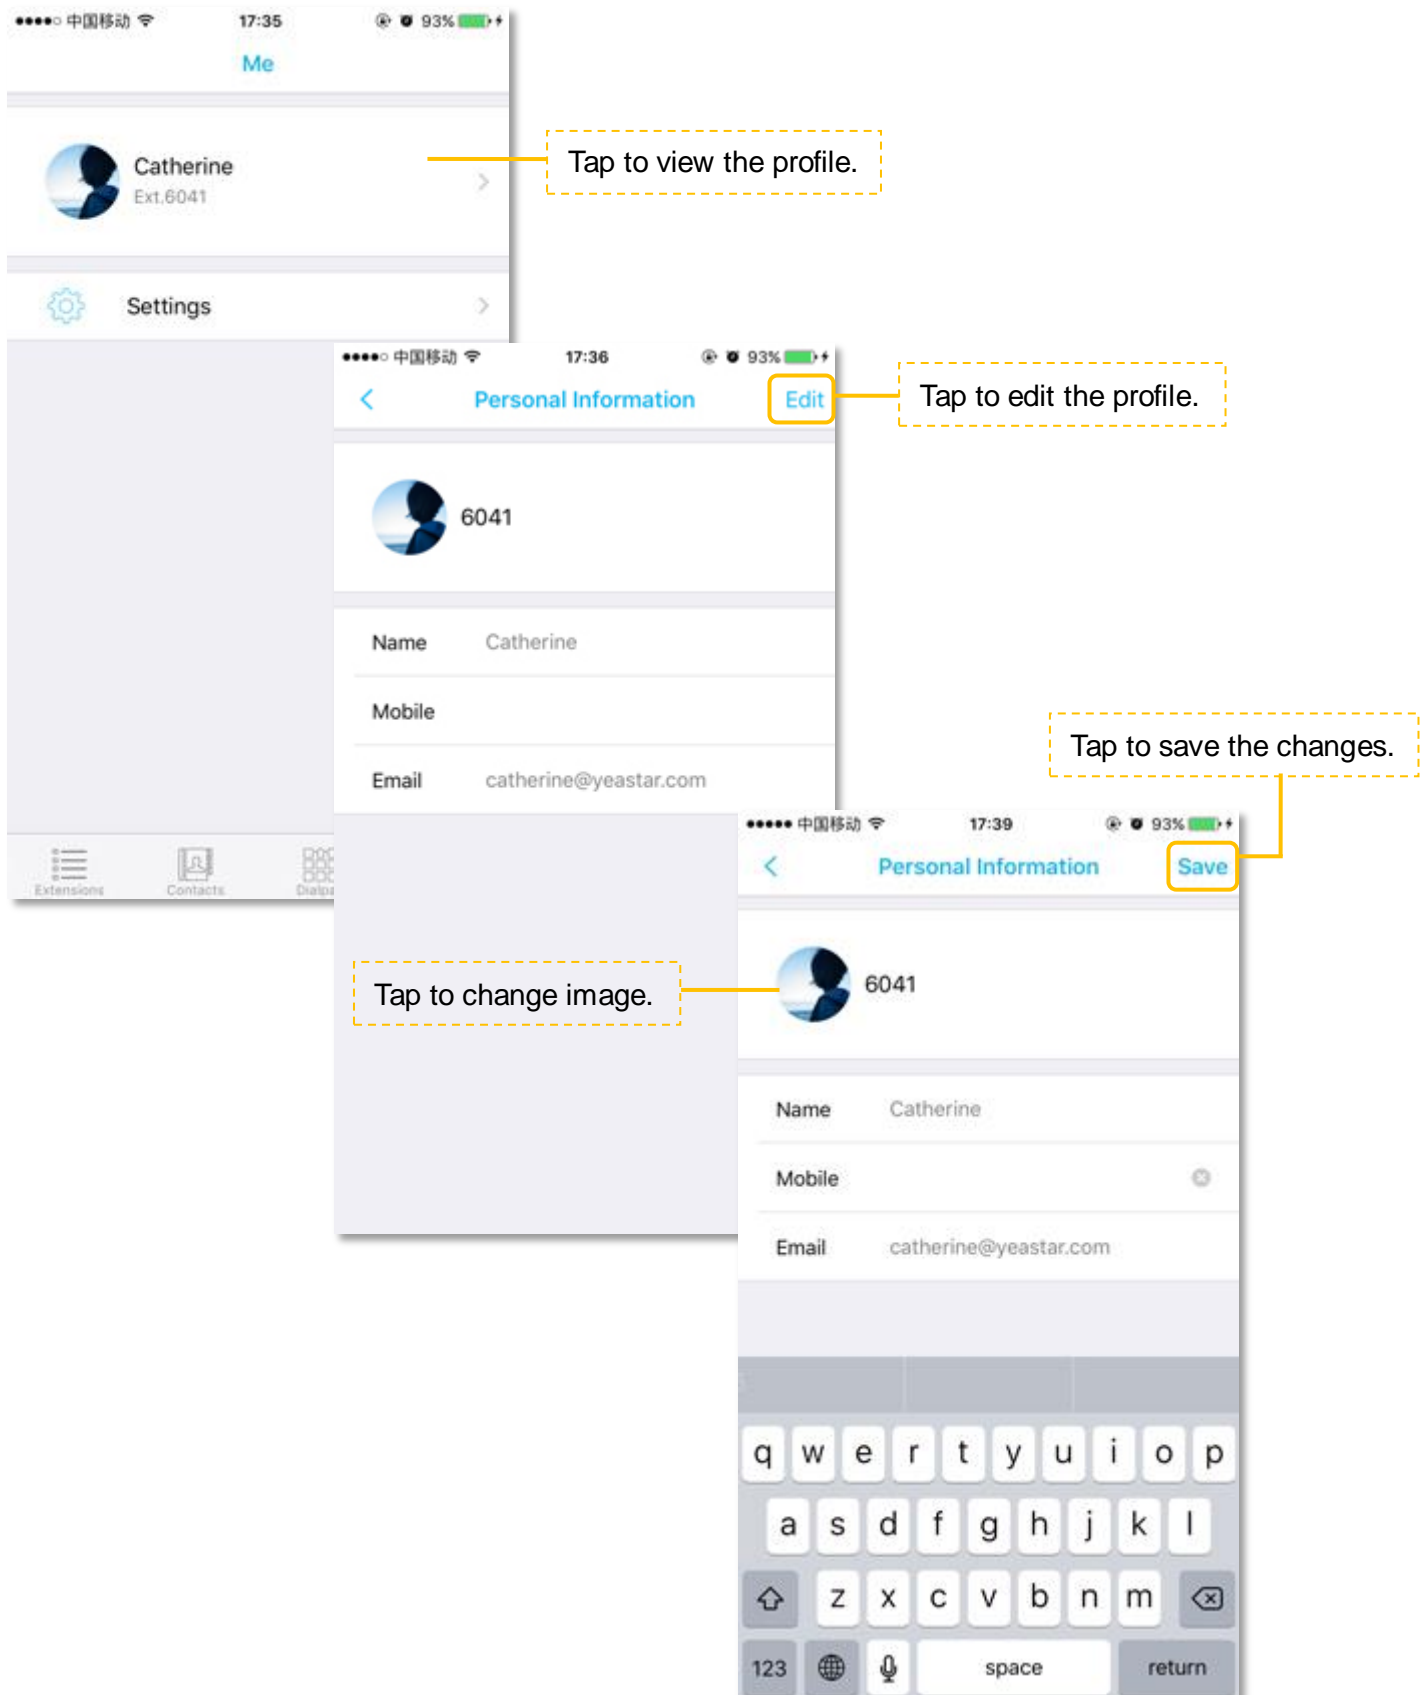 中国移动 17:35 93%
Me
Catherine
Ext.6041
Tap to view the profile.
Settings
中国移动 17:36 93%
Personal Information Edit
Tap to edit the profile.
6041
Name Catherine
Mobile
Email catherine@yeastar.com
Tap to save the changes.
Extensions Contacts
中国移动 17:39 93%
Personal Information Save
Tap to change image.
6041
Name Catherine
Mobile
Email catherine@yeastar.com
q w e r t y u i o p
a s d f g h j k l
z x c v b n m
123 space return